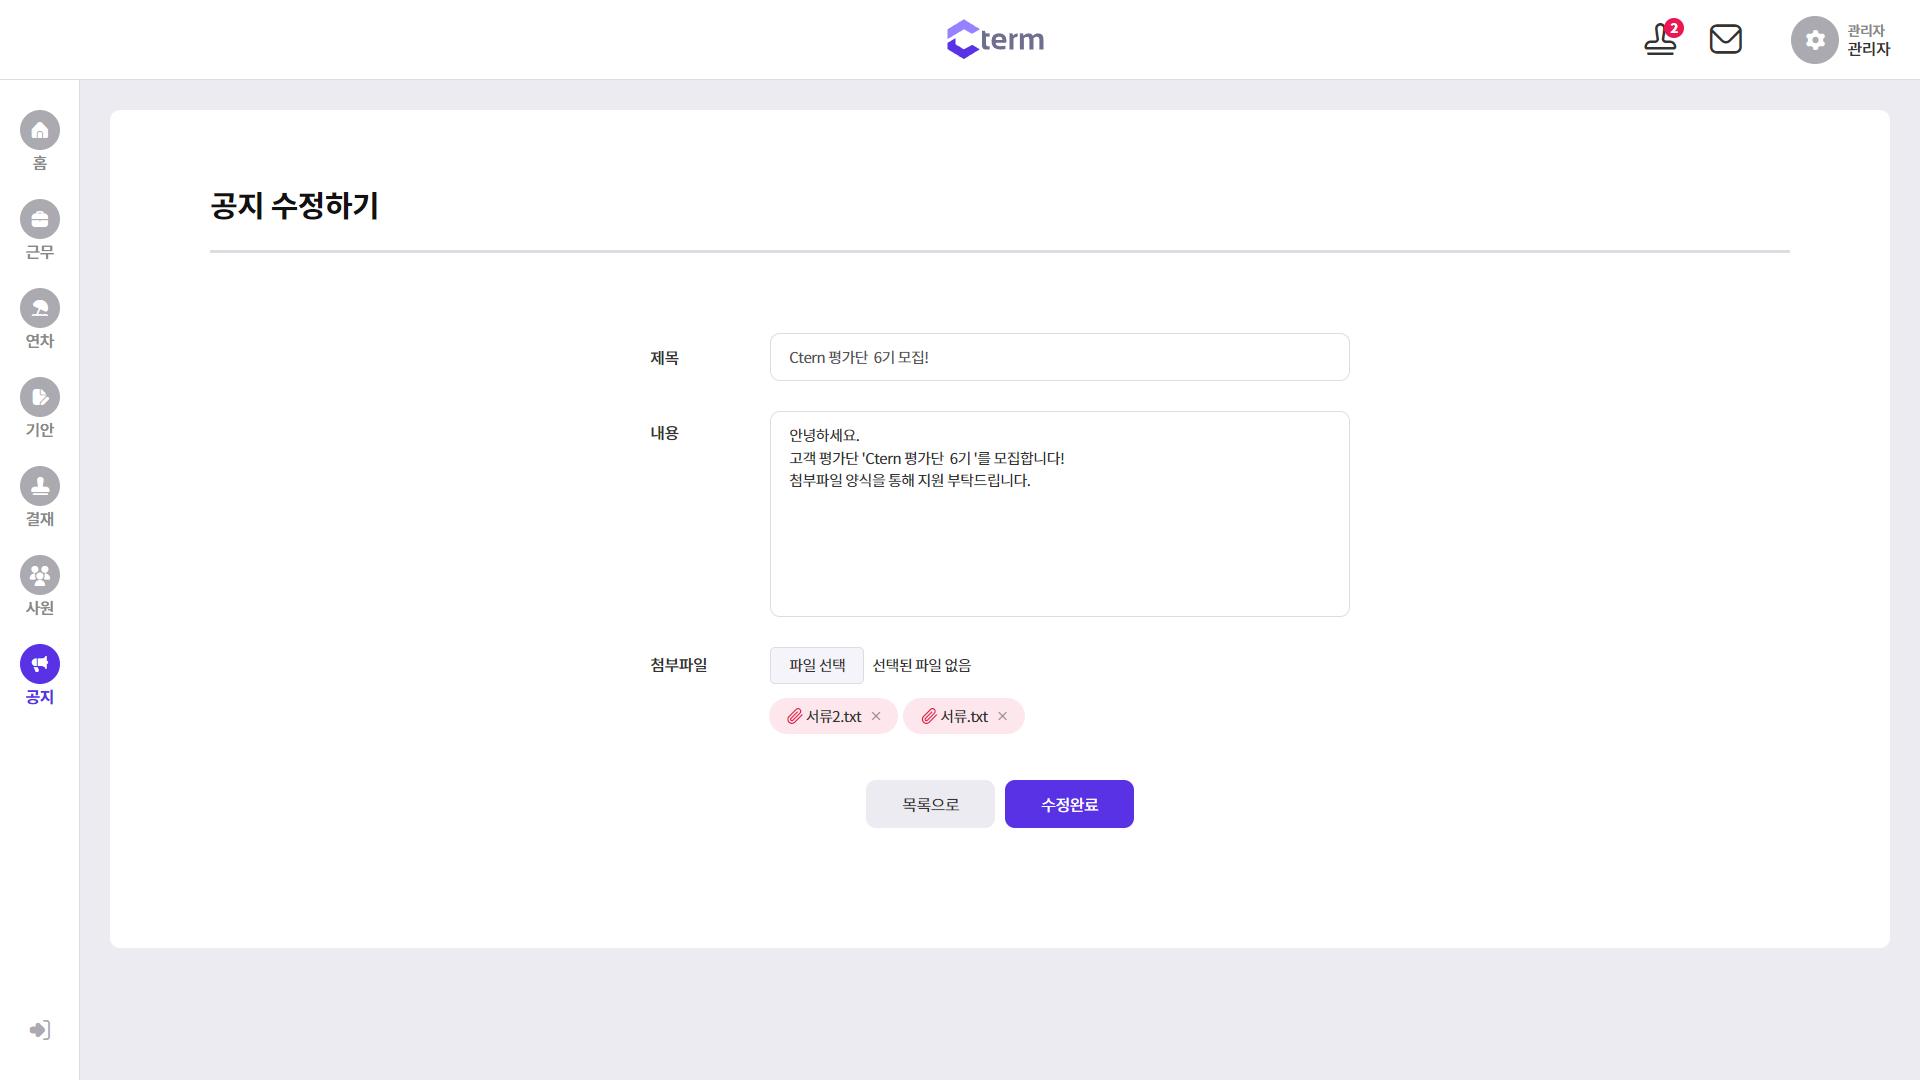 term
2
관리자
관리자
홈
근무
연차
기안
결재
사원
공지
공지 수정하기
제목
Ctern 평가단  6기 모집!
내용
안녕하세요.
고객 평가단 'Ctern 평가단  6기 '를 모집합니다!
첨부파일 양식을 통해 지원 부탁드립니다.
첨부파일
파일 선택 선택된 파일 없음
서류2.txt × 서류.txt ×
목록으로 수정완료